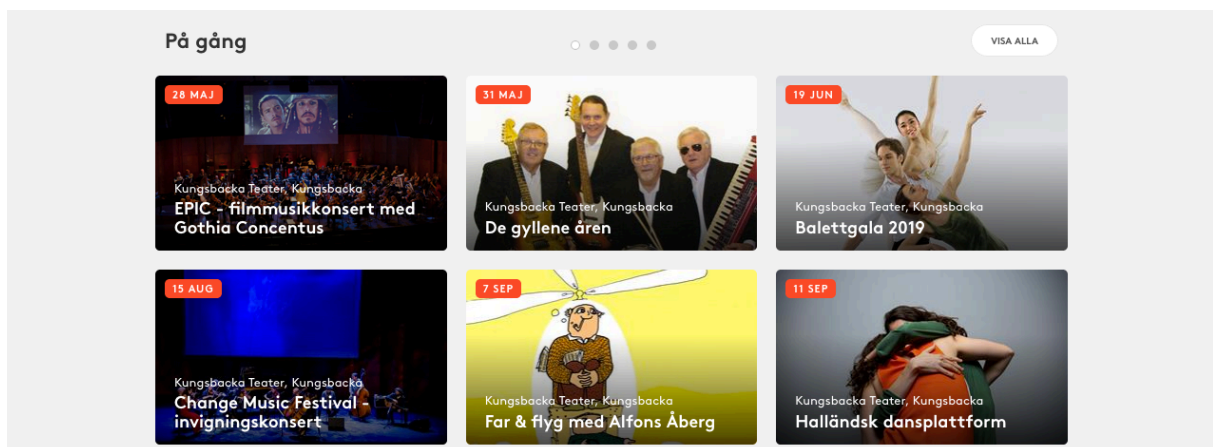 På gång
VISA ALLA
28 MAJ
Kungsbacka Teater, Kungsbacka
EPIC - filmmusikkonsert med
Gothia Concentus
31 MAJ
Kungsbacka Teater, Kungsbacka
De gyllene åren
19 JUN
Kungsbacka Teater, Kungsbacka
Balettgala 2019
15 AUG
Kungsbacka Teater, Kungsbacka
Change Music Festival -
invigningskonsert
7 SEP
Kungsbacka Teater, Kungsbacka
Far & flyg med Alfons Åberg
11 SEP
Kungsbacka Teater, Kungsbacka
Halländsk dansplattform